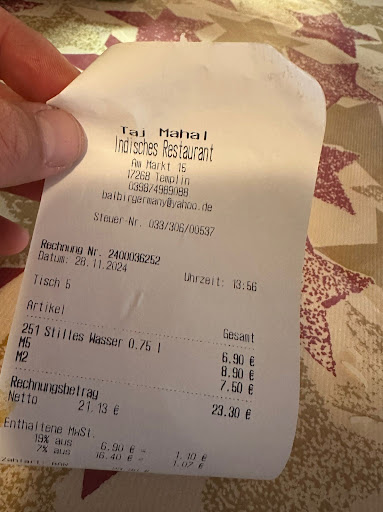 Taj Mahal
Indisches Restaurant
Am Markt 15
17268 Templin
03987/4989088
balbirgermany@yahoo.de
Steuer-Nr. 033/306/00537
Rechnung Nr. 2400036252
Datum: 28.11.2024 Uhrzeit: 13:56
Tisch 5
Artikel Gesamt
251 Stilles Wasser 0.75 l 6,90 €
M5 8,90 €
M2 7,50 €
Rechnungsbetrag 23,30 €
Netto 21,13 €
Enthaltene MwSt.
19% aus 6,90 € = 1,10 €
7% aus 16,40 € = 1,07 €